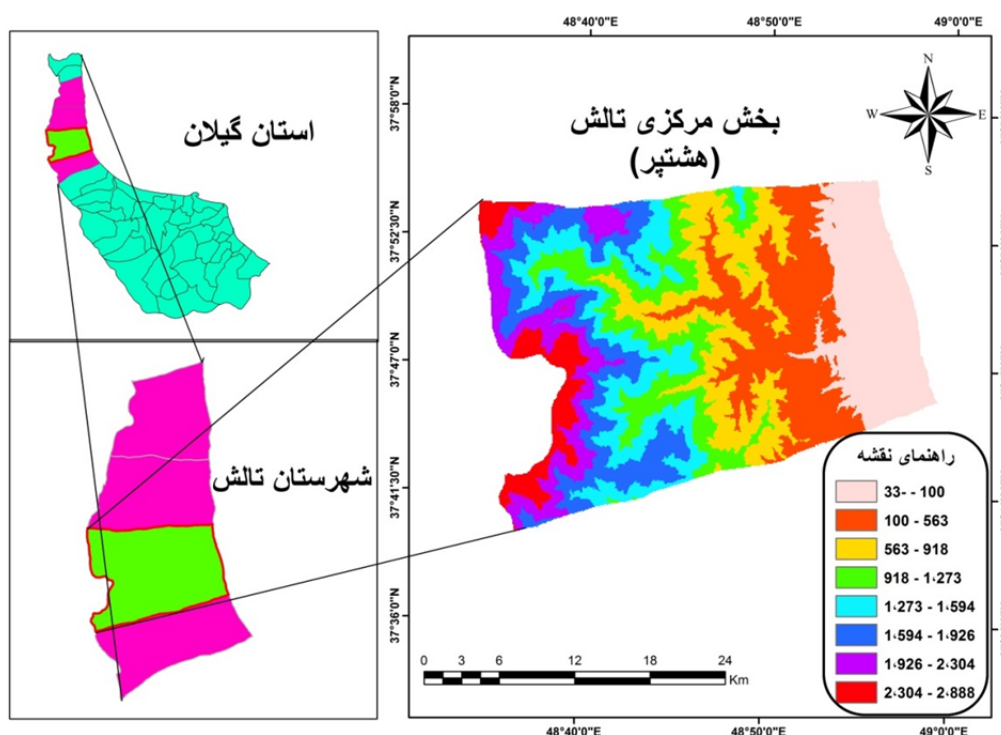 استان گیلان
شهرستان تالش
48°40'0"E
48°50'0"E
49°0'0"E
37°58'0"N
37°52'30"N
37°47'0"N
37°41'30"N
37°36'0"N
بخش مرکزی تالش
(هشتپر)
N
W
E
S
راهنمای نقشه
33- - 100
100 - 563
563 - 918
918 - 1،273
1،273 - 1،594
1،594 - 1،926
1،926 - 2،304
2،304 - 2،888
0 3 6 12 18 24
Km
48°40'0"E
48°50'0"E
49°0'0"E